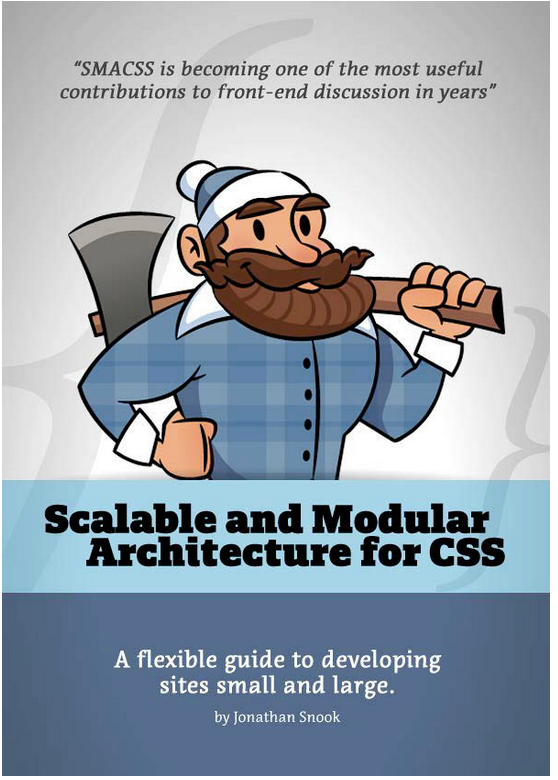 “SMACSS is becoming one of the most useful
contributions to front-end discussion in years”
Scalable and Modular
Architecture for CSS
A flexible guide to developing
sites small and large.
by Jonathan Snook